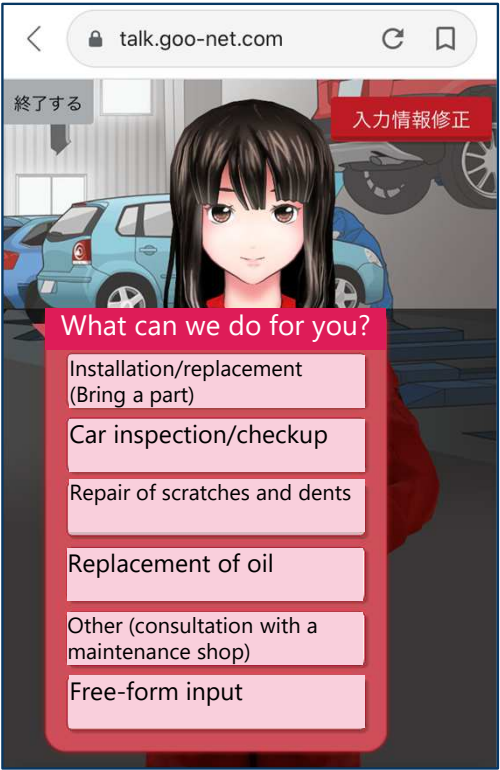 talk.goo-net.com
終了する
入力情報修正
What can we do for you?
Installation/replacement
(Bring a part)
Car inspection/checkup
Repair of scratches and dents
Replacement of oil
Other (consultation with a
maintenance shop)
Free-form input